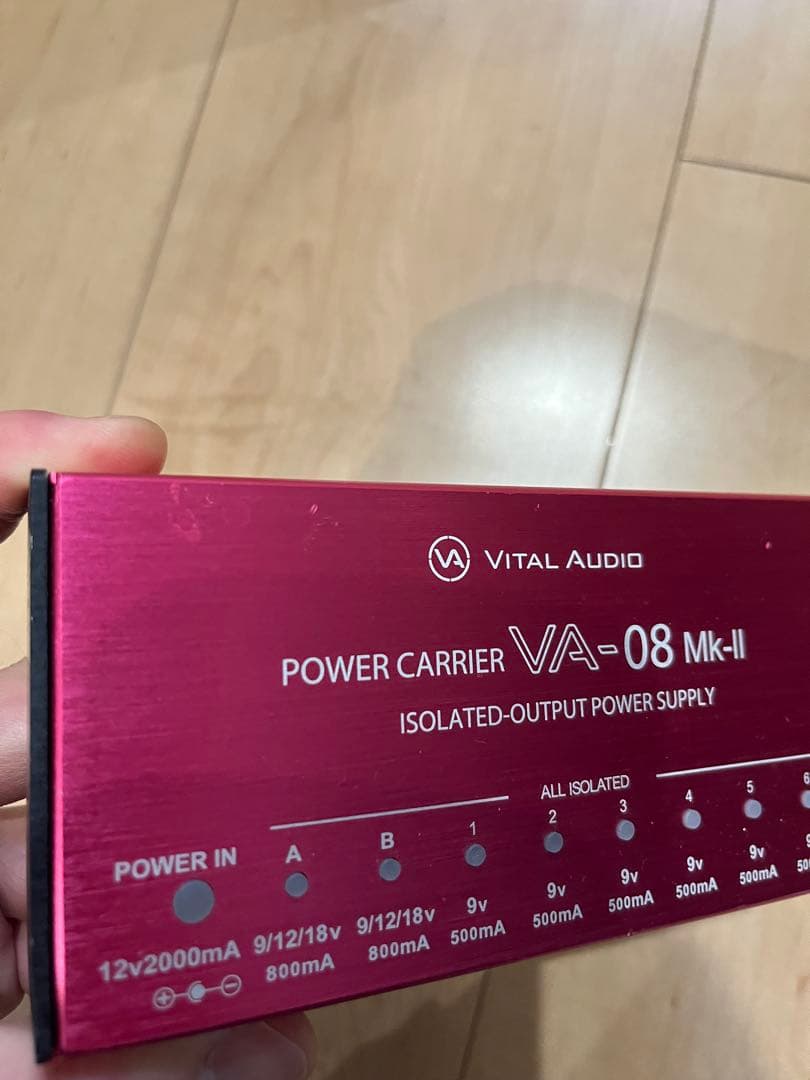 VA VITAL AUDIO
POWER CARRIER VA-08 Mk-II
ISOLATED-OUTPUT POWER SUPPLY
ALL ISOLATED
POWER IN A B 1 2 3 4 5 6
12v2000mA 9/12/18v 9/12/18v 9v 9v 9v 9v 9v
800mA 800mA 500mA 500mA 500mA 500mA 500mA
+ −